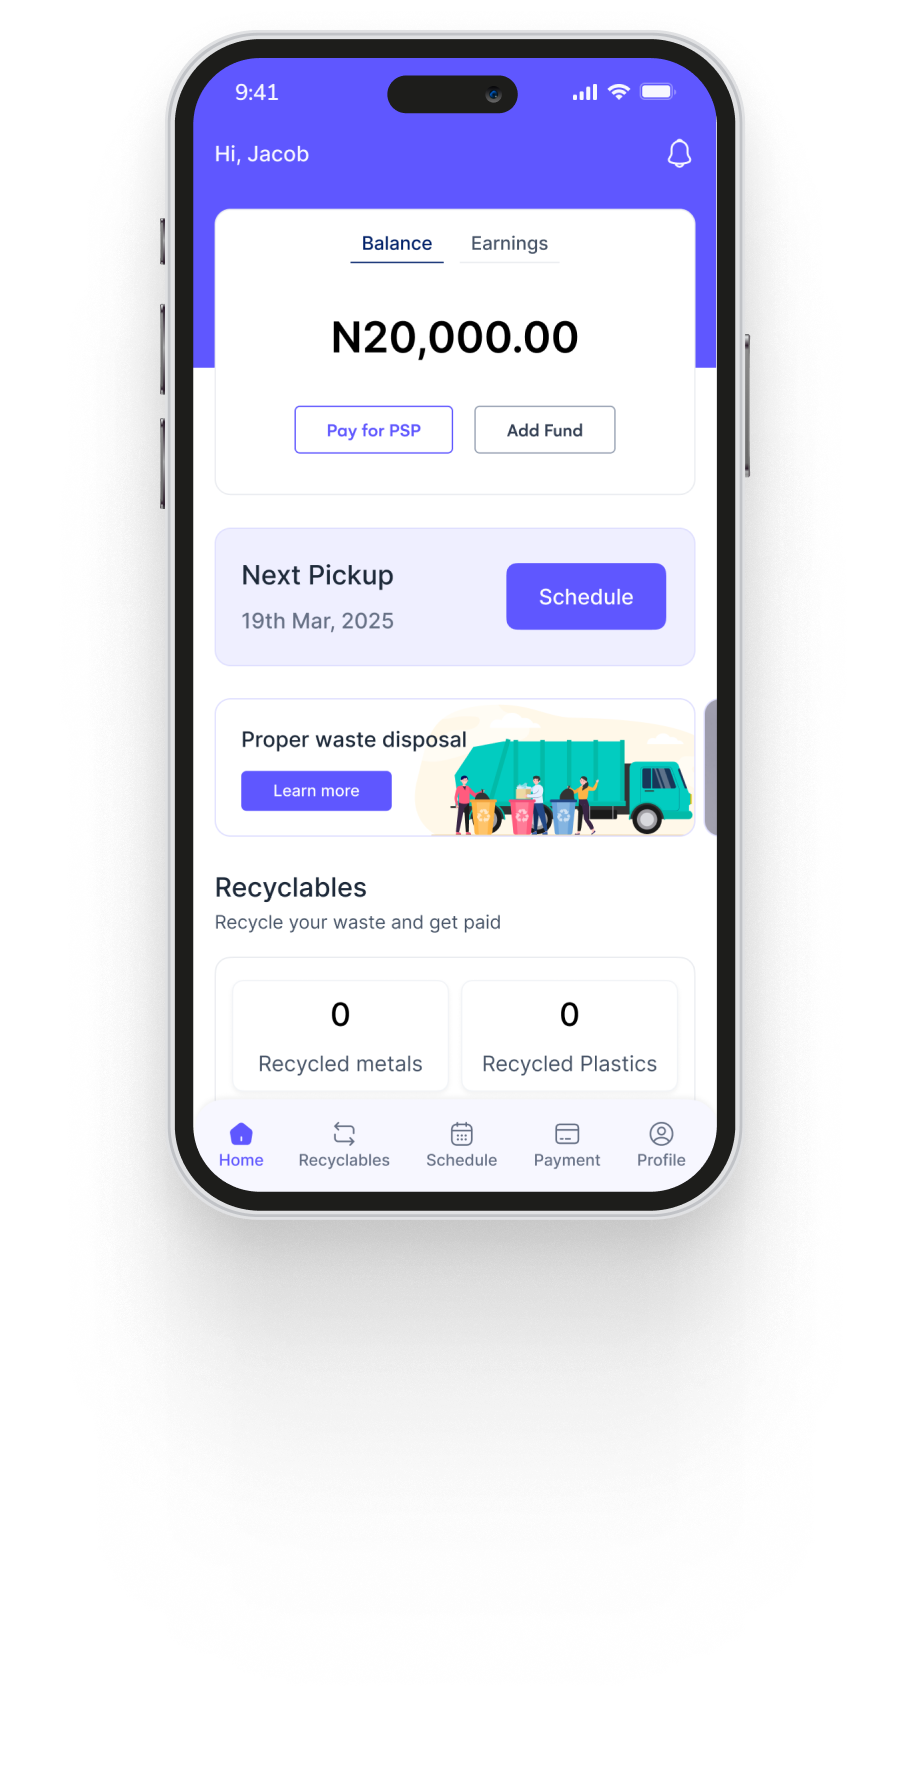 9:41
Hi, Jacob
Balance Earnings
N20,000.00
Pay for PSP Add Fund
Next Pickup
19th Mar, 2025
Schedule
Proper waste disposal
Learn more
Recyclables
Recycle your waste and get paid
0 0
Recycled metals Recycled Plastics
Home Recyclables Schedule Payment Profile